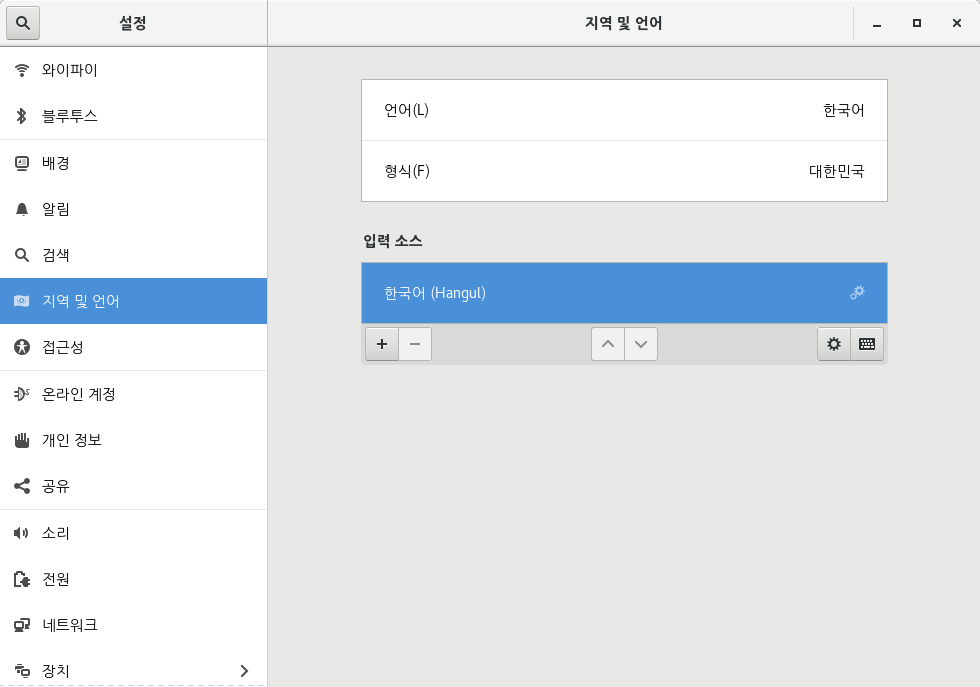 설정
지역 및 언어
와이파이
블루투스
배경
알림
검색
지역 및 언어
접근성
온라인 계정
개인 정보
공유
소리
전원
네트워크
장치
언어(L) 한국어
형식(F) 대한민국
입력 소스
한국어 (Hangul)